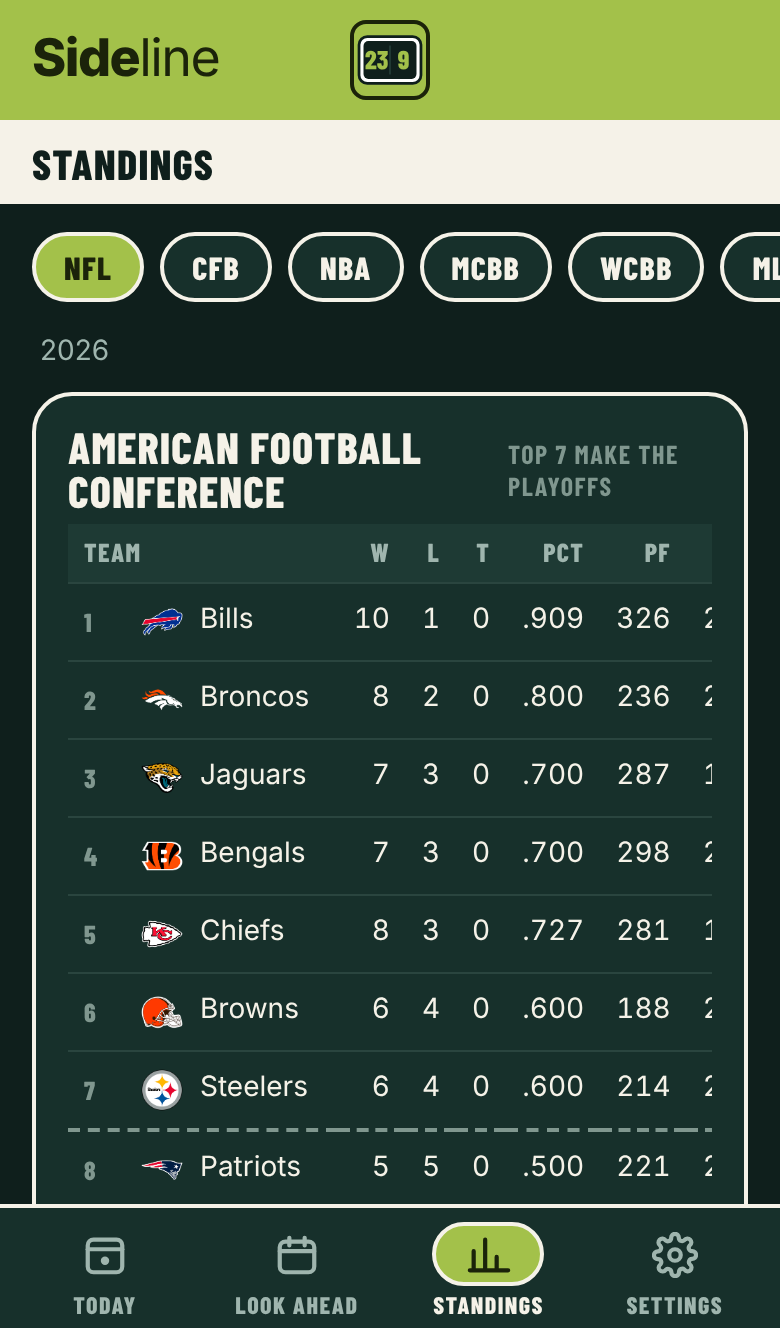 Sideline
23 9
STANDINGS
NFL CFB NBA MCBB WCBB
2026
AMERICAN FOOTBALL CONFERENCE
TOP 7 MAKE THE PLAYOFFS
TEAM W L T PCT PF
1 Bills 10 1 0 .909 326
2 Broncos 8 2 0 .800 236
3 Jaguars 7 3 0 .700 287
4 Bengals 7 3 0 .700 298
5 Chiefs 8 3 0 .727 281
6 Browns 6 4 0 .600 188
7 Steelers 6 4 0 .600 214
8 Patriots 5 5 0 .500 221
TODAY LOOK AHEAD STANDINGS SETTINGS